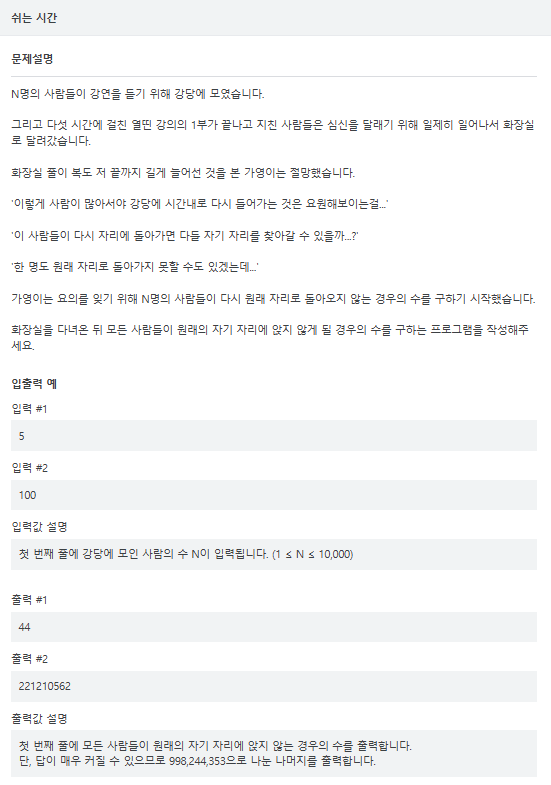 쉬는 시간
문제설명
N명의 사람들이 강연을 듣기 위해 강당에 모였습니다.
그리고 다섯 시간에 걸친 열띤 강의의 1부가 끝나고 지친 사람들은 심신을 달래기 위해 일제히 일어나서 화장실
로 달려갔습니다.
화장실 줄이 복도 저 끝까지 길게 늘어선 것을 본 가영이는 절망했습니다.
'이렇게 사람이 많아서야 강당에 시간내로 다시 들어가는 것은 요원해보이는걸...'
'이 사람들이 다시 자리에 돌아가면 다들 자기 자리를 찾아갈 수 있을까...?'
'한 명도 원래 자리로 돌아가지 못할 수도 있겠는데...'
가영이는 요의를 잊기 위해 N명의 사람들이 다시 원래 자리로 돌아오지 않는 경우의 수를 구하기 시작했습니다.
화장실을 다녀온 뒤 모든 사람들이 원래의 자기 자리에 앉지 않게 될 경우의 수를 구하는 프로그램을 작성해주
세요.
입출력 예
입력 #1
5
입력 #2
100
입력값 설명
첫 번째 줄에 강당에 모인 사람의 수 N이 입력됩니다. (1 ≤ N ≤ 10,000)
출력 #1
44
출력 #2
221210562
출력값 설명
첫 번째 줄에 모든 사람들이 원래의 자기 자리에 앉지 않는 경우의 수를 출력합니다.
단, 답이 매우 커질 수 있으므로 998,244,353으로 나눈 나머지를 출력합니다.